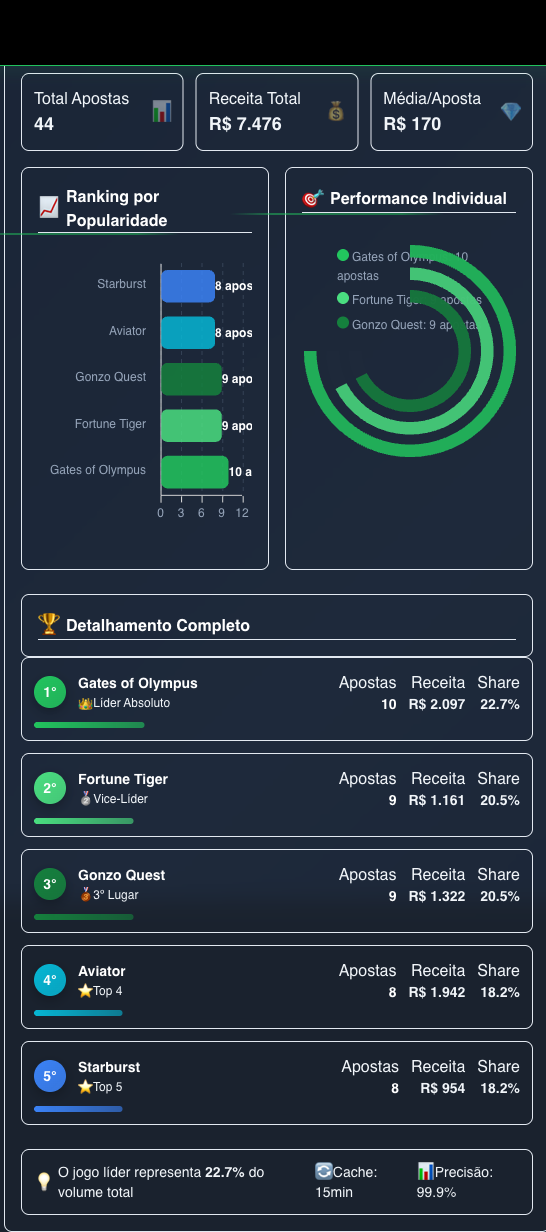 Total Apostas
44
Receita Total
R$ 7.476
Média/Aposta
R$ 170
Ranking por
Popularidade
Starburst
8 apos
Aviator
8 apos
Gonzo Quest
9 apo
Fortune Tiger
9 apo
Gates of Olympus
10 a
0 3 6 9 12
Performance Individual
Gates of Olympus: 10
apostas
Fortune Tiger: 9 apostas
Gonzo Quest: 9 apostas
Detalhamento Completo
1°
Gates of Olympus
Líder Absoluto
Apostas Receita Share
10 R$ 2.097 22.7%
2°
Fortune Tiger
Vice-Líder
Apostas Receita Share
9 R$ 1.161 20.5%
3°
Gonzo Quest
3° Lugar
Apostas Receita Share
9 R$ 1.322 20.5%
4°
Aviator
Top 4
Apostas Receita Share
8 R$ 1.942 18.2%
5°
Starburst
Top 5
Apostas Receita Share
8 R$ 954 18.2%
O jogo líder representa 22.7% do
volume total
Cache:
15min
Precisão:
99.9%